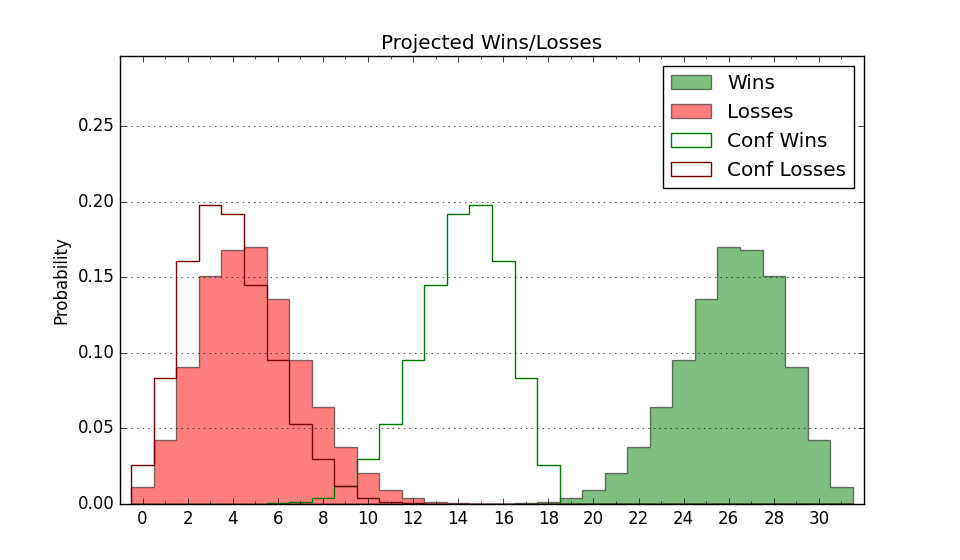 Projected Wins/Losses
Wins
Losses
Conf Wins
Conf Losses
Probability
0.25
0.20
0.15
0.10
0.05
0.00
0 2 4 6 8 10 12 14 16 18 20 22 24 26 28 30